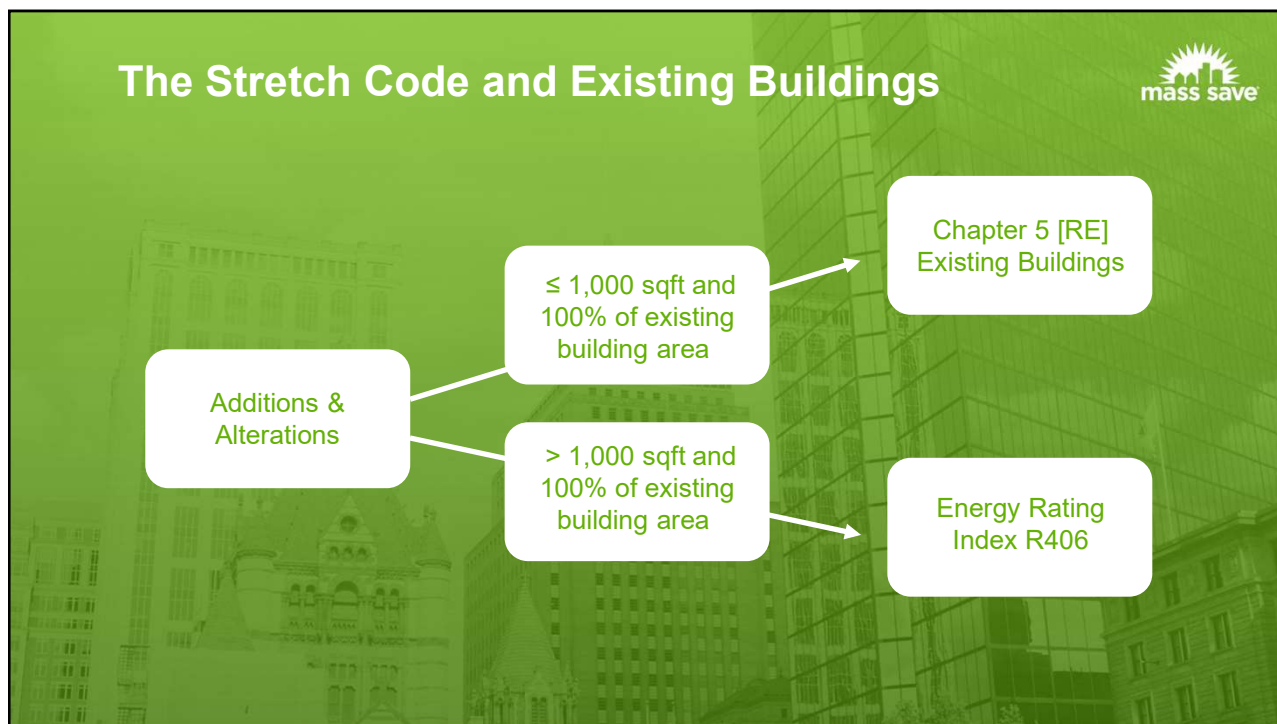 The Stretch Code and Existing Buildings
mass save
Additions &
Alterations
≤ 1,000 sqft and
100% of existing
building area
> 1,000 sqft and
100% of existing
building area
Chapter 5 [RE]
Existing Buildings
Energy Rating
Index R406